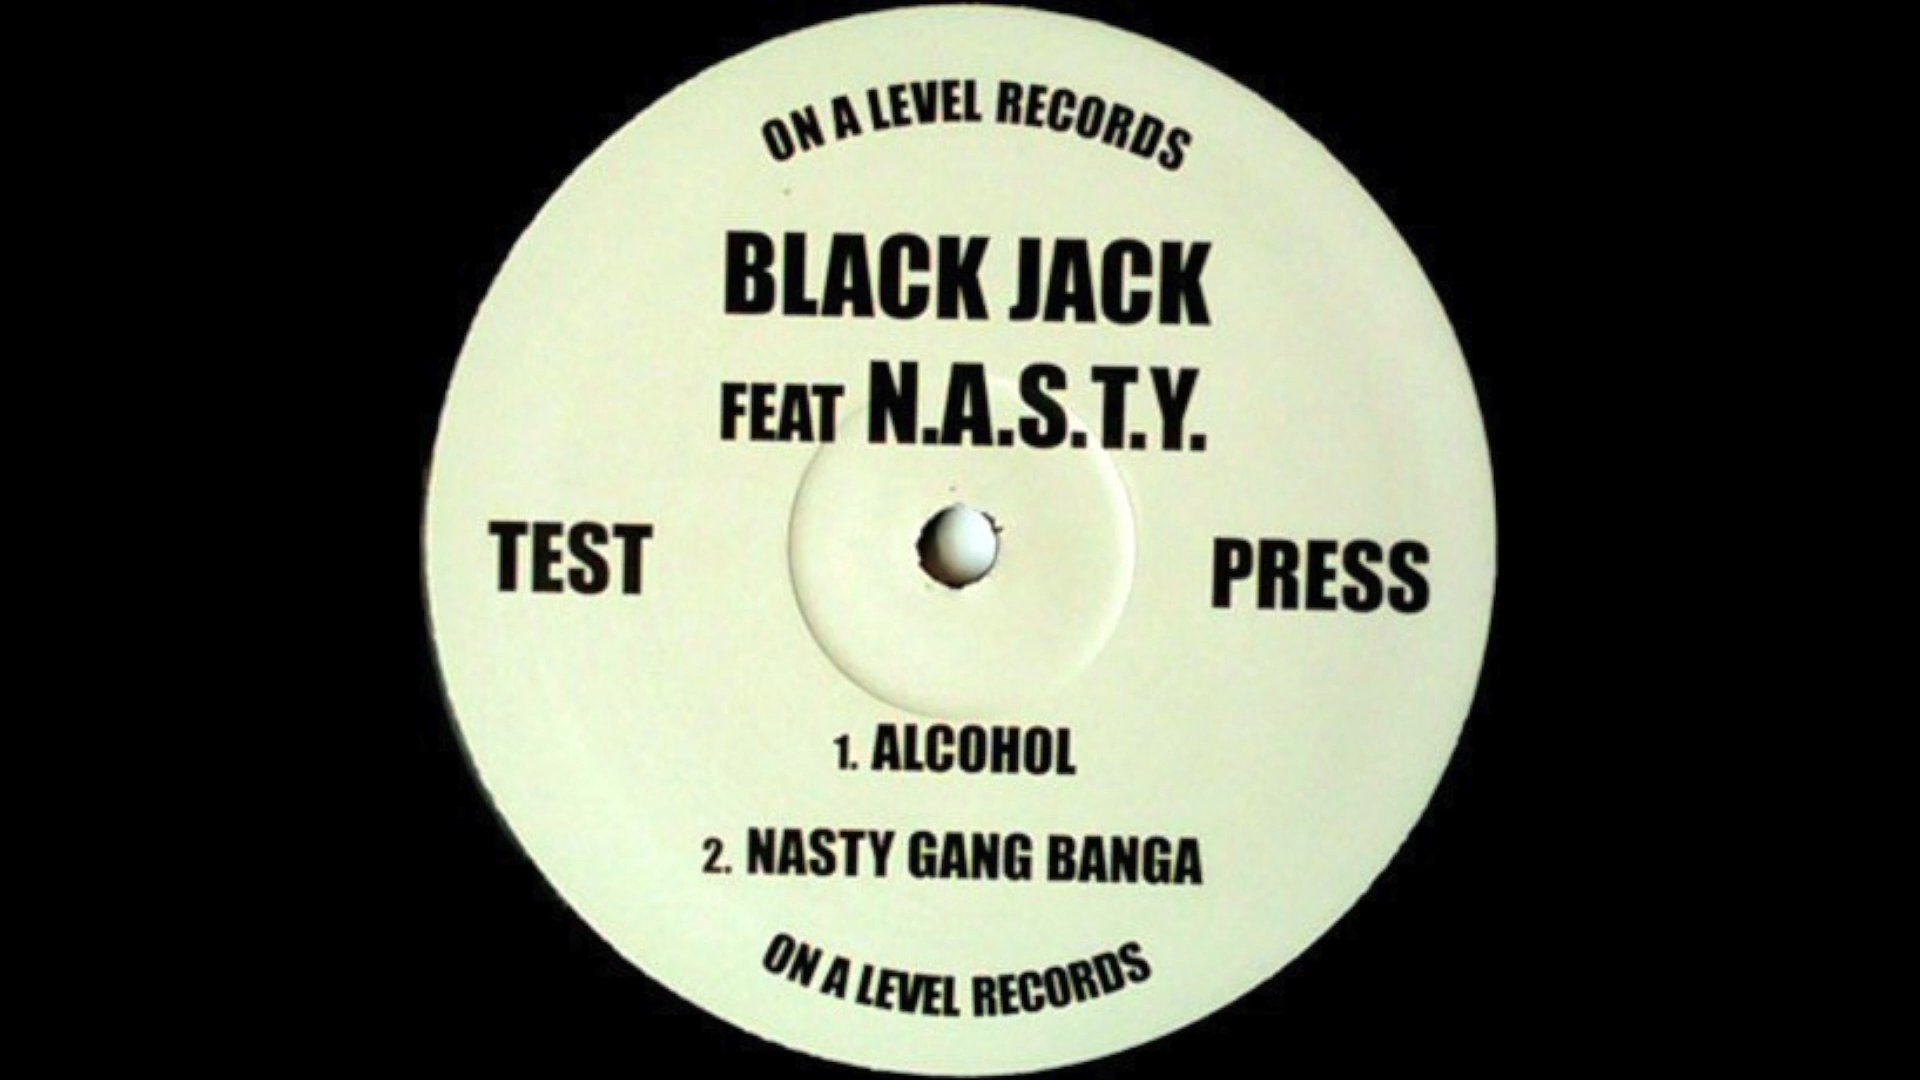 ON A LEVEL RECORDS
BLACK JACK
FEAT N.A.S.T.Y.
TEST PRESS
1. ALCOHOL
2. NASTY GANG BANGA
ON A LEVEL RECORDS